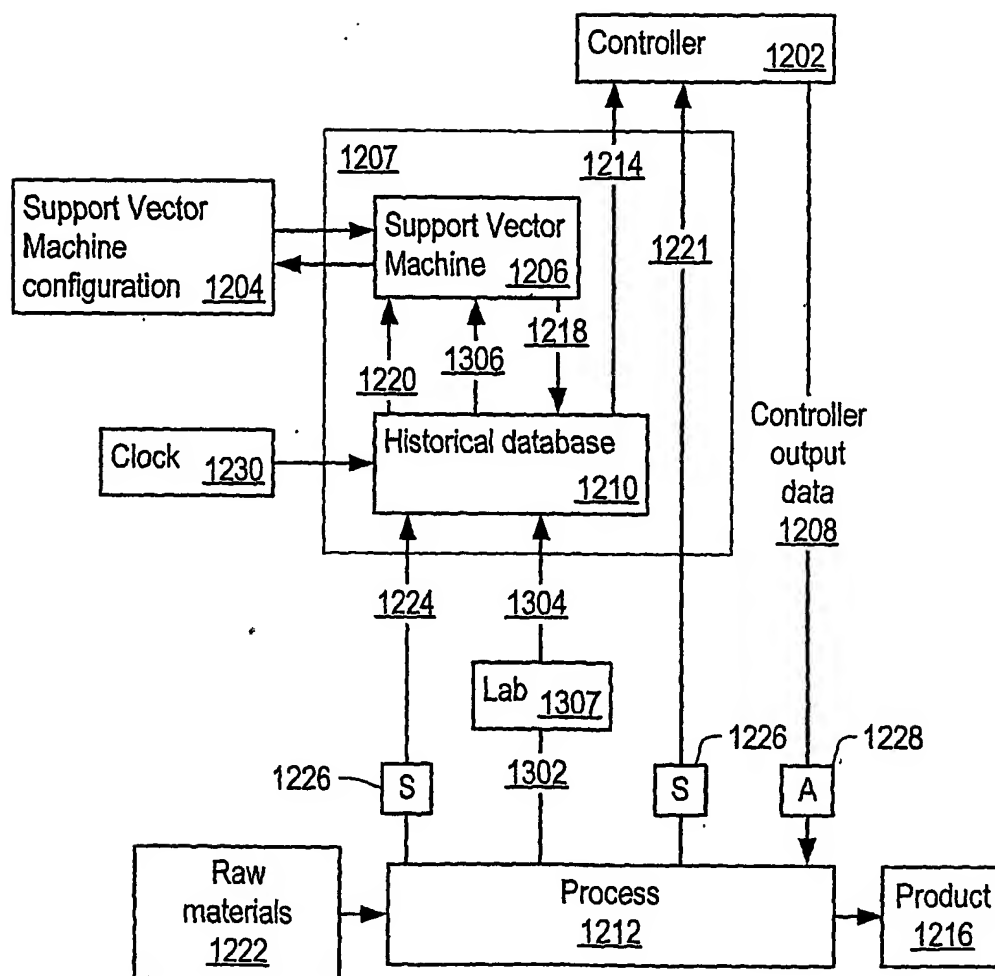 Controller
1202
1207
1214
Support Vector
Machine
configuration
1204
Support Vector
Machine
1206
1221
1220
1306
1218
Clock
1230
Historical database
1210
Controller
output
data
1208
1224
1304
Lab
1307
1226
S
1302
S
1226
A
1228
Raw
materials
1222
Process
1212
Product
1216